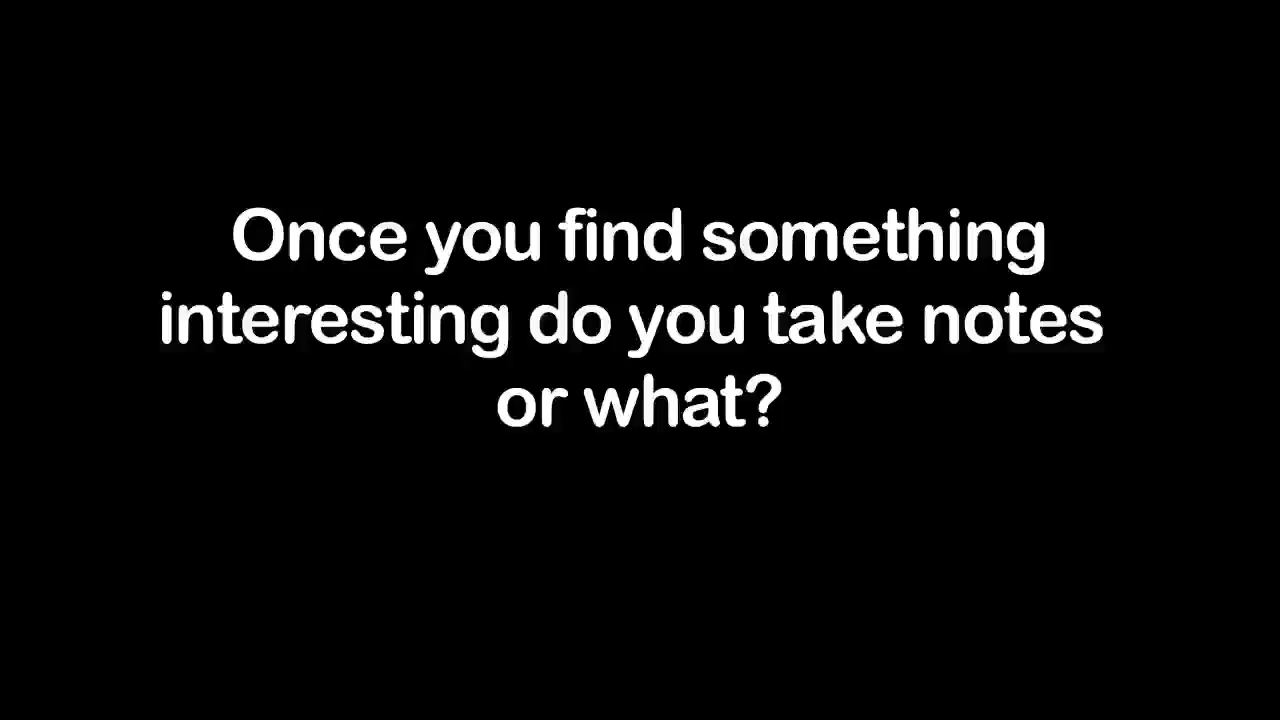 Once you find something
interesting do you take notes
or what?